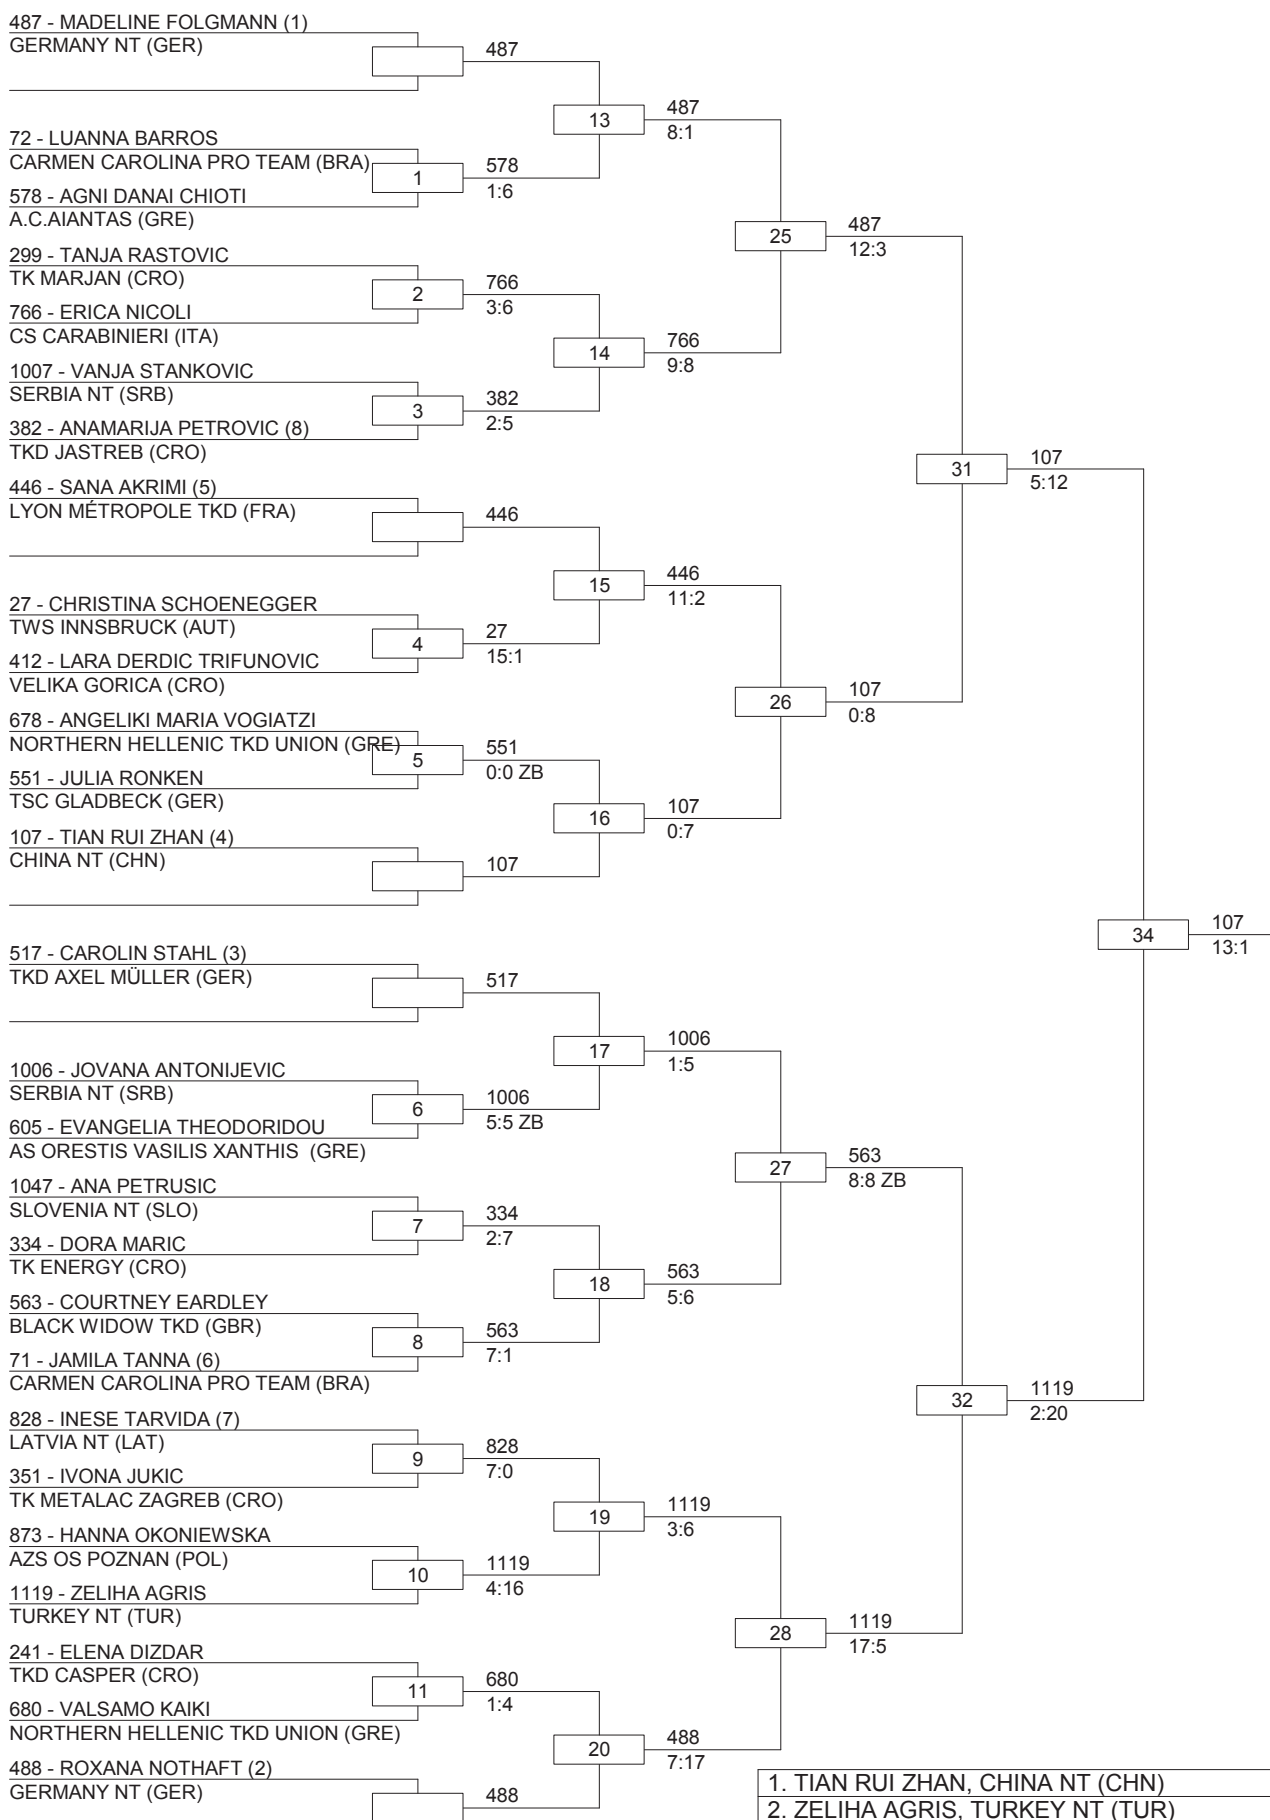 487 - MADELINE FOLGMANN (1)
GERMANY NT (GER)
487
13
487
8:1
72 - LUANNA BARROS
CARMEN CAROLINA PRO TEAM (BRA)
1
578
1:6
578 - AGNI DANAI CHIOTI
A.C.AIANTAS (GRE)
25
487
12:3
299 - TANJA RASTOVIC
TK MARJAN (CRO)
2
766
3:6
766 - ERICA NICOLI
CS CARABINIERI (ITA)
14
766
9:8
1007 - VANJA STANKOVIC
SERBIA NT (SRB)
3
382
2:5
382 - ANAMARIJA PETROVIC (8)
TKD JASTREB (CRO)
31
107
5:12
446 - SANA AKRIMI (5)
LYON MÉTROPOLE TKD (FRA)
446
15
446
11:2
27 - CHRISTINA SCHOENEGGER
TWS INNSBRUCK (AUT)
4
27
15:1
412 - LARA DERDIC TRIFUNOVIC
VELIKA GORICA (CRO)
26
107
0:8
678 - ANGELIKI MARIA VOGIATZI
NORTHERN HELLENIC TKD UNION (GRE)
5
551
0:0 ZB
551 - JULIA RONKEN
TSC GLADBECK (GER)
16
107
0:7
107 - TIAN RUI ZHAN (4)
CHINA NT (CHN)
107
34
107
13:1
517 - CAROLIN STAHL (3)
TKD AXEL MÜLLER (GER)
517
17
1006
1:5
1006 - JOVANA ANTONIJEVIC
SERBIA NT (SRB)
6
1006
5:5 ZB
605 - EVANGELIA THEODORIDOU
AS ORESTIS VASILIS XANTHIS (GRE)
27
563
8:8 ZB
1047 - ANA PETRUSIC
SLOVENIA NT (SLO)
7
334
2:7
334 - DORA MARIC
TK ENERGY (CRO)
18
563
5:6
563 - COURTNEY EARDLEY
BLACK WIDOW TKD (GBR)
8
563
7:1
71 - JAMILA TANNA (6)
CARMEN CAROLINA PRO TEAM (BRA)
32
1119
2:20
828 - INESE TARVIDA (7)
LATVIA NT (LAT)
9
828
7:0
351 - IVONA JUKIC
TK METALAC ZAGREB (CRO)
19
1119
3:6
873 - HANNA OKONIEWSKA
AZS OS POZNAN (POL)
10
1119
4:16
1119 - ZELIHA AGRIS
TURKEY NT (TUR)
28
1119
17:5
241 - ELENA DIZDAR
TKD CASPER (CRO)
11
680
1:4
680 - VALSAMO KAIKI
NORTHERN HELLENIC TKD UNION (GRE)
20
488
7:17
488 - ROXANA NOTHAFT (2)
GERMANY NT (GER)
488
1. TIAN RUI ZHAN, CHINA NT (CHN)
2. ZELIHA AGRIS, TURKEY NT (TUR)